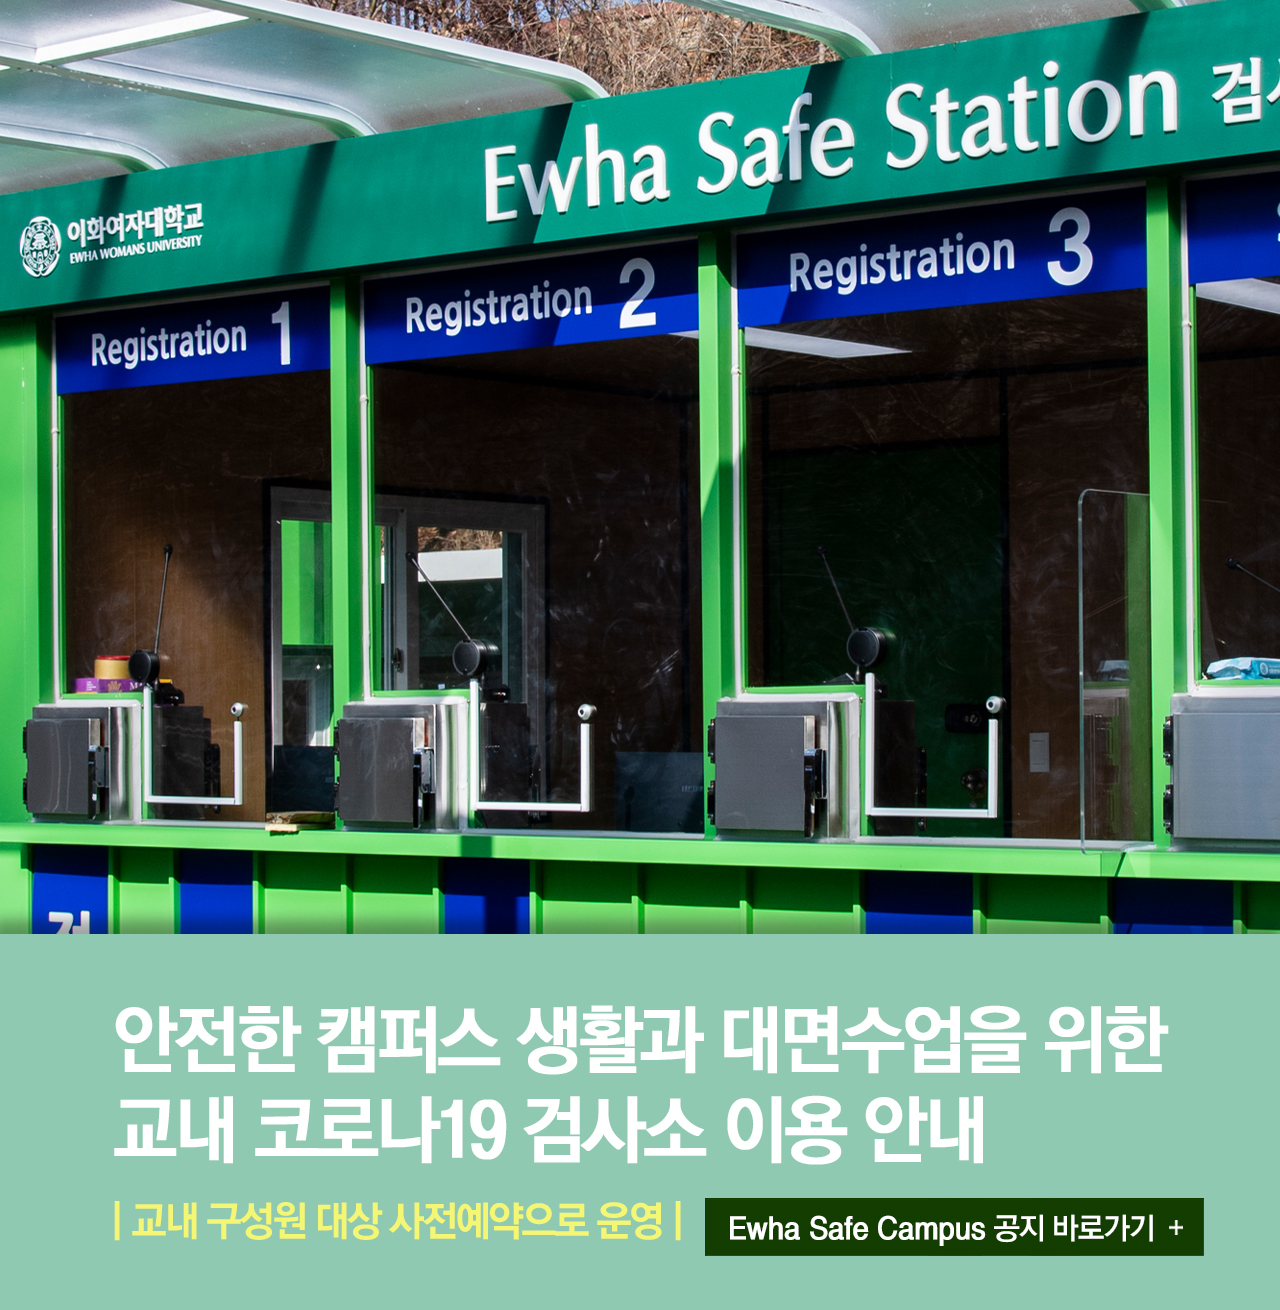 Ewha Safe Station
이화여자대학교
EWHA WOMANS UNIVERSITY
Registration 1
Registration 2
Registration 3
안전한 캠퍼스 생활과 대면수업을 위한
교내 코로나19 검사소 이용 안내
| 교내 구성원 대상 사전예약으로 운영 |
Ewha Safe Campus 공지 바로가기 +